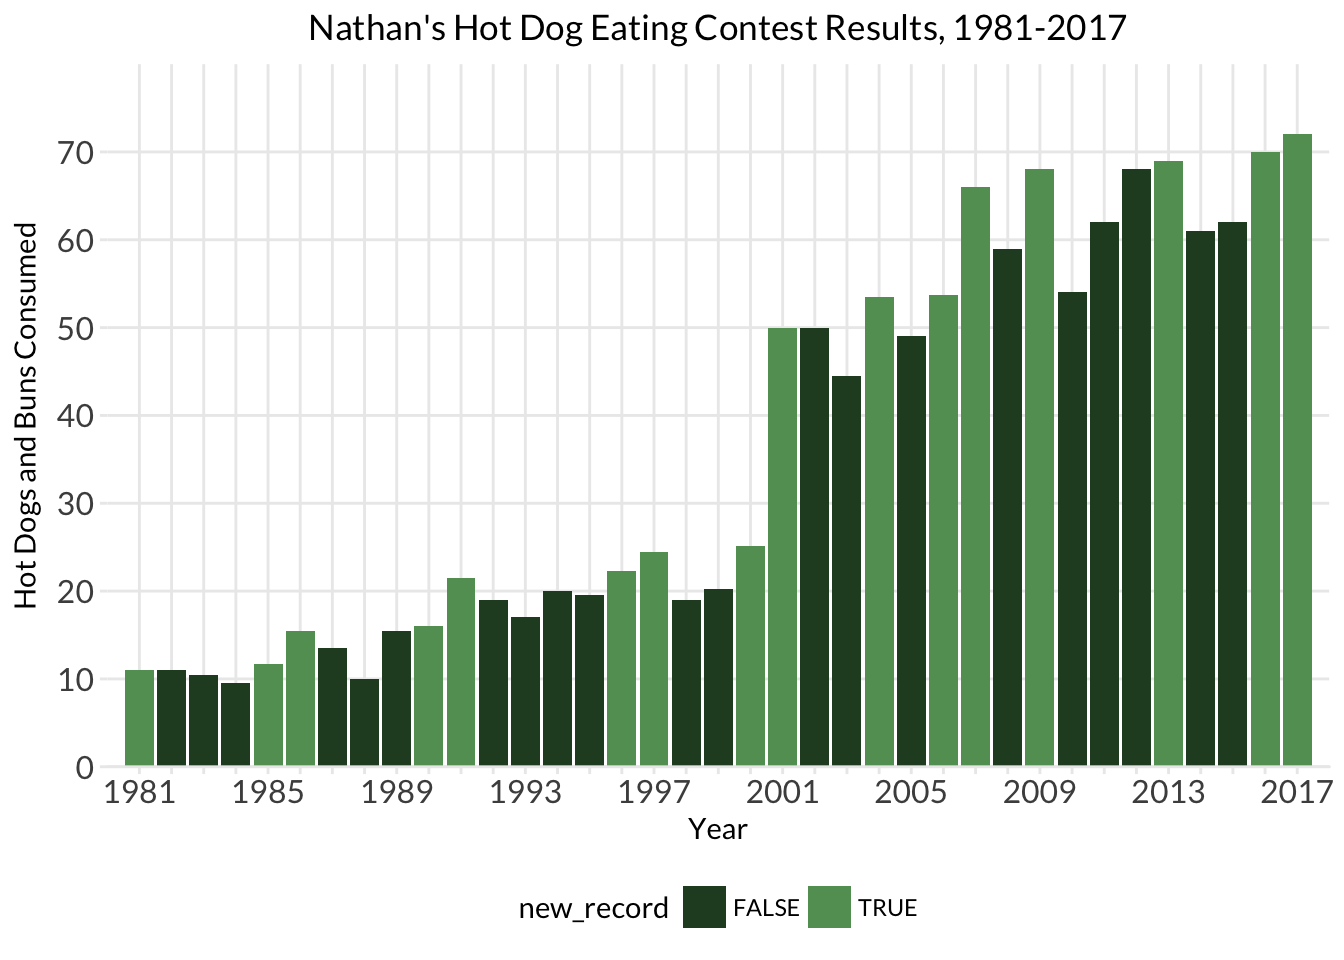 Nathan's Hot Dog Eating Contest Results, 1981-2017
Hot Dogs and Buns Consumed
70
60
50
40
30
20
10
0
1981 1985 1989 1993 1997 2001 2005 2009 2013 2017
Year
new_record FALSE TRUE